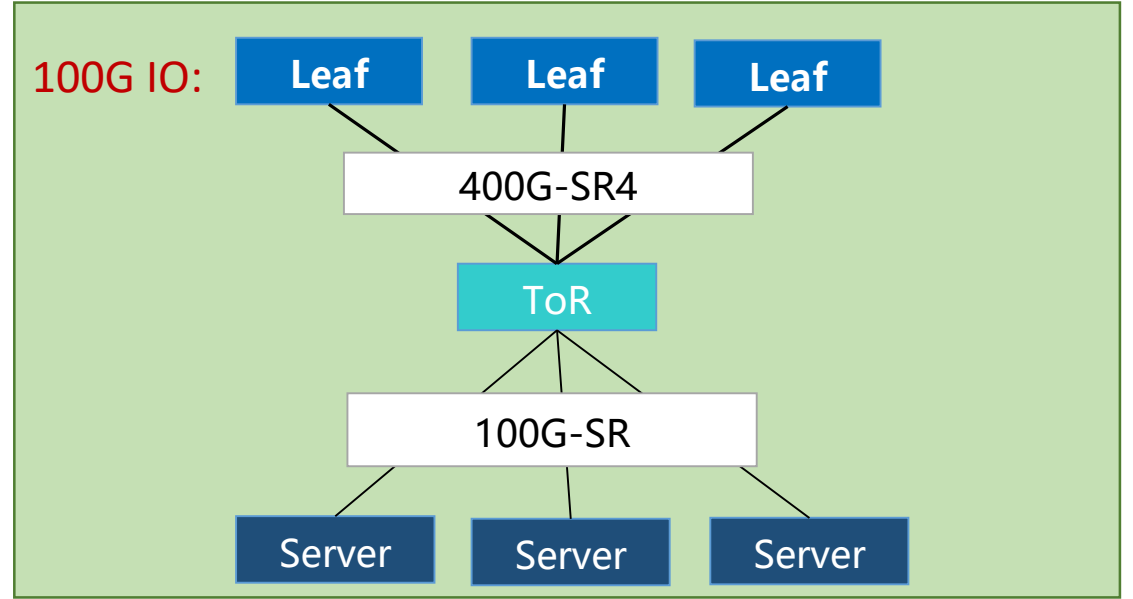 100G IO:
Leaf
Leaf
Leaf
400G-SR4
ToR
100G-SR
Server
Server
Server